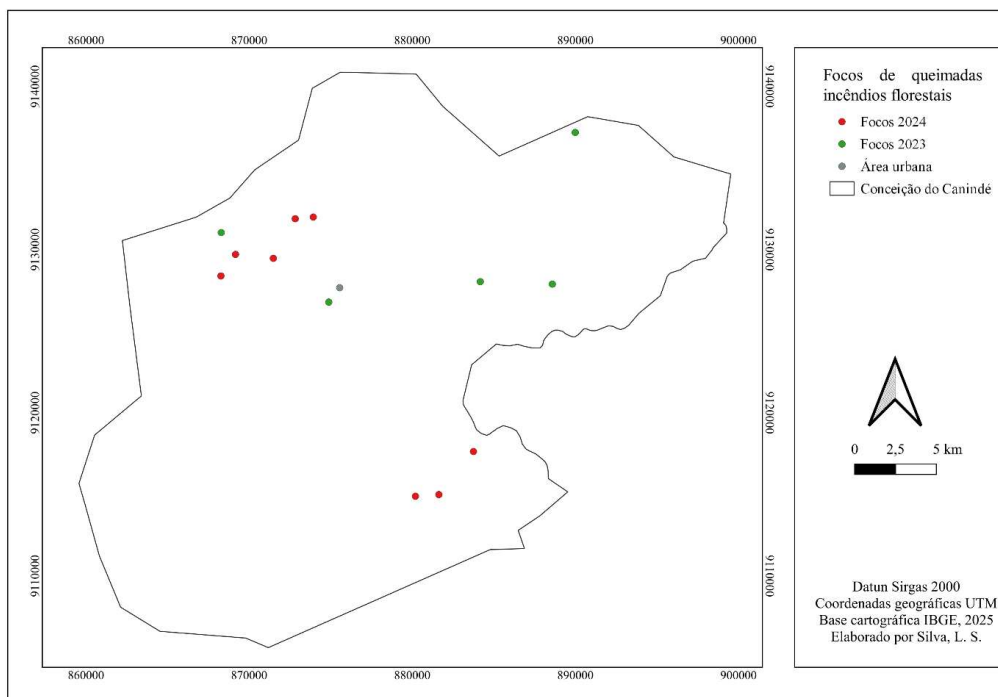 860000 870000 880000 890000 900000
9140000 9140000
9130000 9130000
9120000 9120000
9110000 9110000
860000 870000 880000 890000 900000
Focos de queimadas
incêndios florestais
Focos 2024
Focos 2023
Área urbana
Conceição do Canindé
0 2,5 5 km
Datun Sirgas 2000
Coordenadas geográficas UTM
Base cartográfica IBGE, 2025
Elaborado por Silva, L. S.